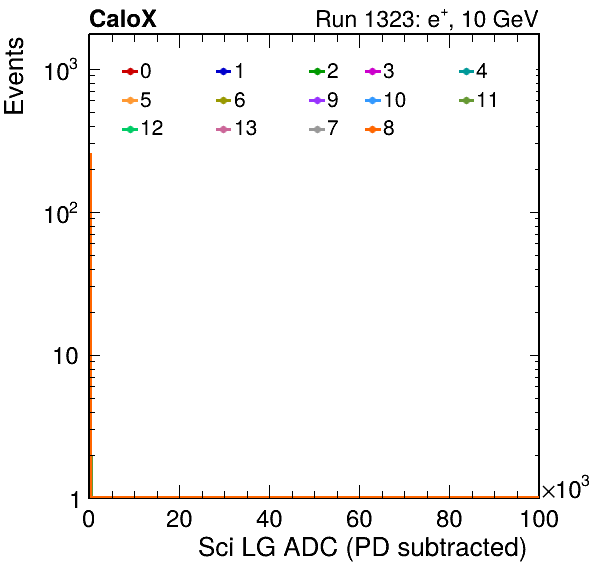 CaloX Run 1323: e⁺, 10 GeV
Events
10³
10²
10
1
0 1 2 3 4
5 6 9 10 11
12 13 7 8
0 20 40 60 80 100 ×10³
Sci LG ADC (PD subtracted)